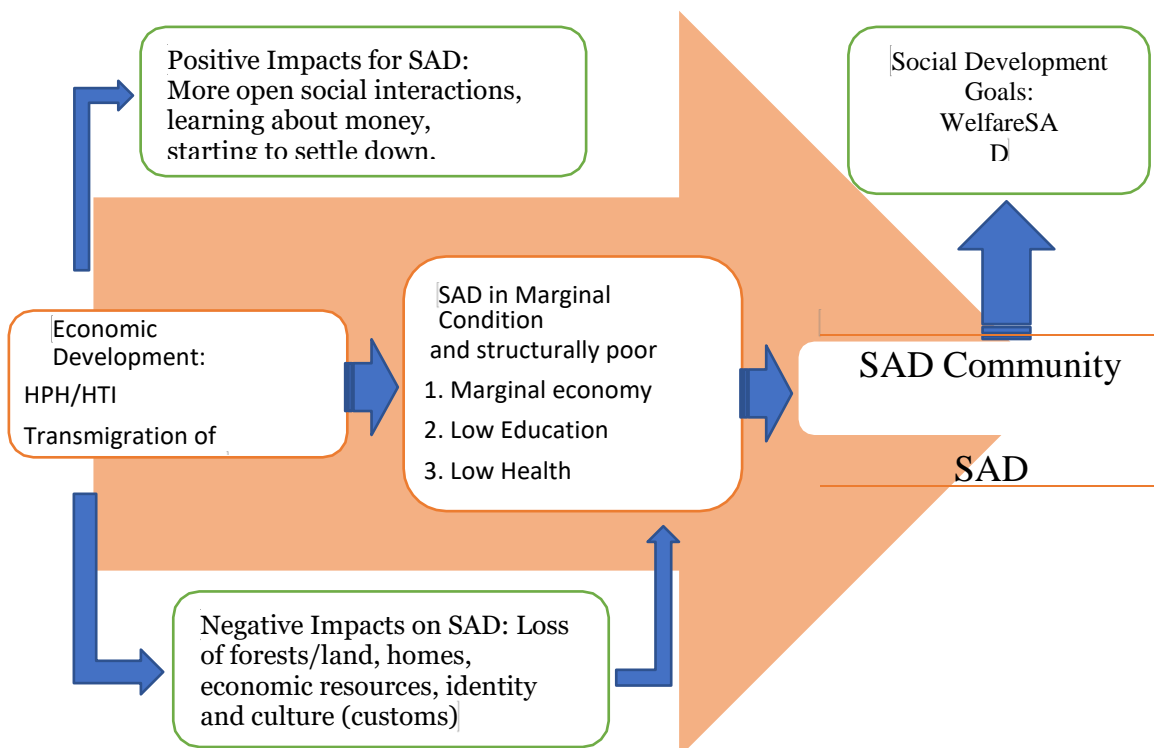 Positive Impacts for SAD:
More open social interactions,
learning about money,
starting to settle down.
Social Development
Goals:
WelfareSA
D
Economic
Development:
HPH/HTI
Transmigration of
SAD in Marginal
Condition
and structurally poor
1. Marginal economy
2. Low Education
3. Low Health
SAD Community
SAD
Negative Impacts on SAD: Loss
of forests/land, homes,
economic resources, identity
and culture (customs)